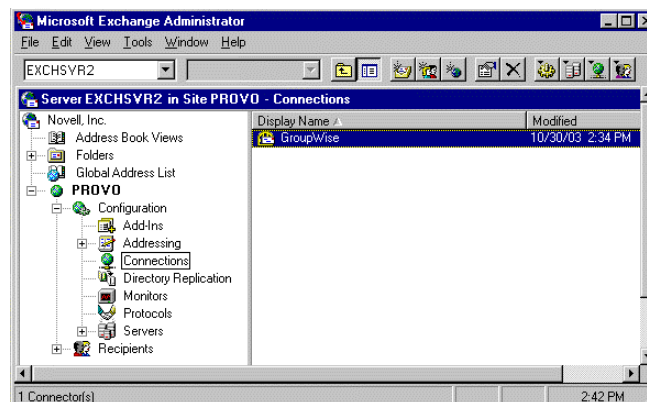 Microsoft Exchange Administrator
File Edit View Tools Window Help
EXCHSVR2
Server EXCHSVR2 in Site PROVO - Connections
Novell, Inc.
Address Book Views
Folders
Global Address List
PROVO
Configuration
Add-Ins
Addressing
Connections
Directory Replication
Monitors
Protocols
Servers
Recipients
Display Name Modified
GroupWise 10/30/03 2:34 PM
1 Connector(s) 2:42 PM